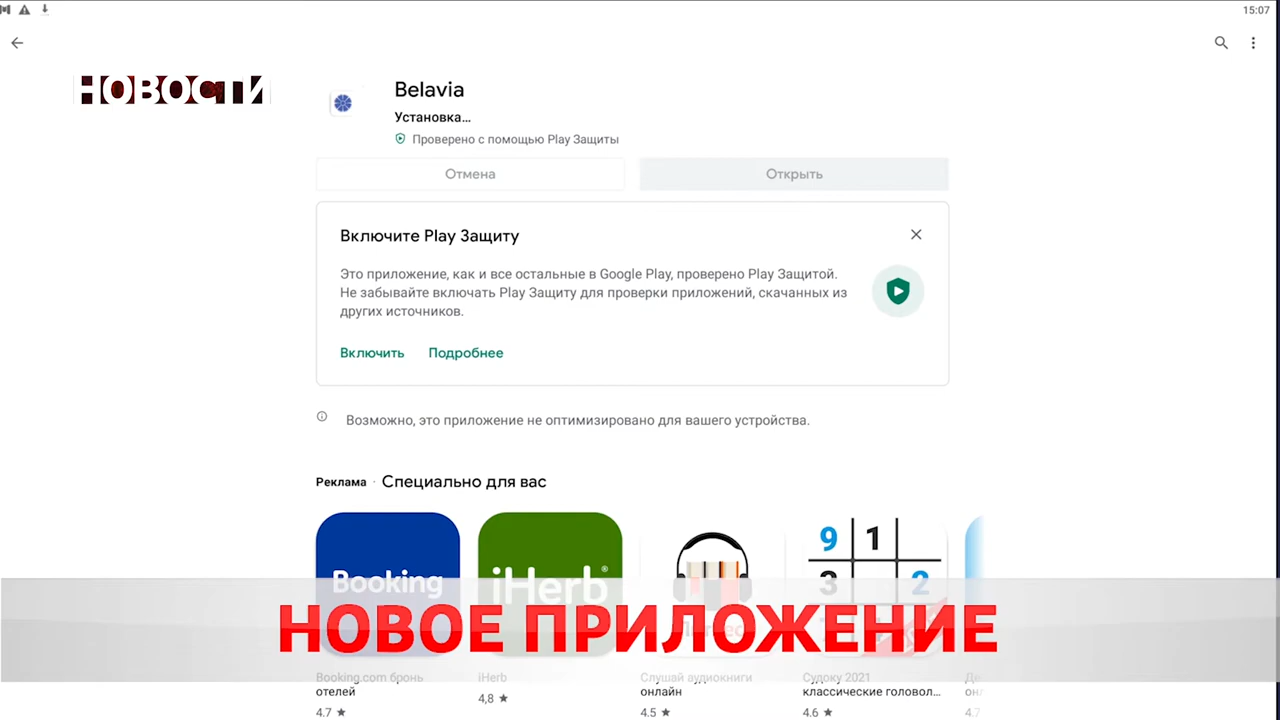 15:07
НОВОСТИ
Belavia
Установка...
Проверено с помощью Play Защиты
Отмена
Открыть
Включите Play Защиту
Это приложение, как и все остальные в Google Play, проверено Play Защитой.
Не забывайте включать Play Защиту для проверки приложений, скачанных из
других источников.
Включить
Подробнее
Возможно, это приложение не оптимизировано для вашего устройства.
Реклама · Специально для вас
Booking
iHerb®
9 1
3 2
НОВОЕ ПРИЛОЖЕНИЕ
Booking.com бронь
отелей
4.7 ★
iHerb
4,8 ★
Слушай аудиокниги
онлайн
4.5 ★
Судоку 2021
классические головол...
4.6 ★
4.7